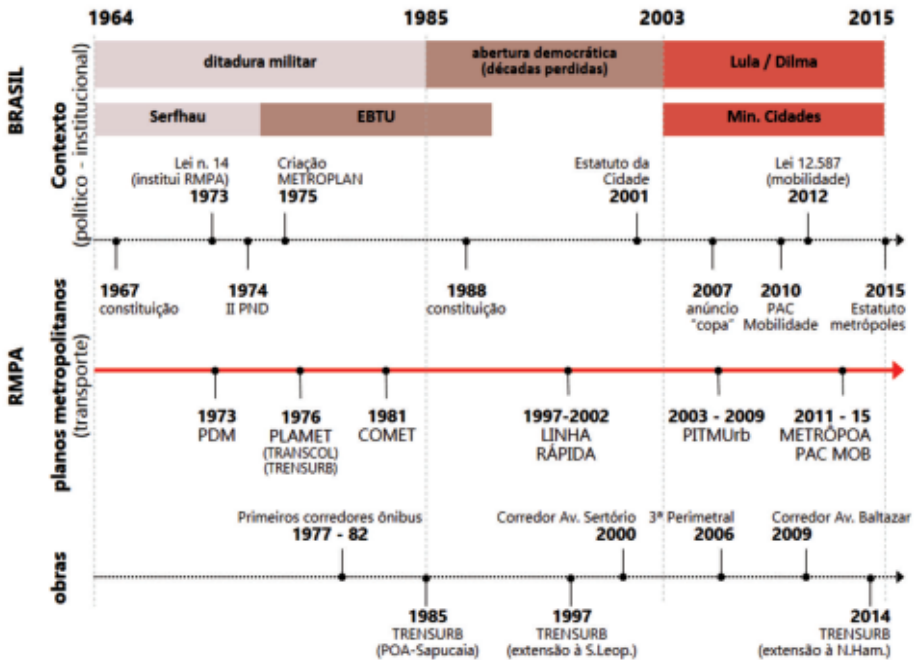 1964 1985 2003 2015
BRASIL
Contexto
(político - institucional)
ditadura militar
abertura democrática
(décadas perdidas)
Lula / Dilma
Serfhau
EBTU
Min. Cidades
Lei n. 14
(institui RMPA)
1973
Criação
METROPLAN
1975
Estatuto da
Cidade
2001
Lei 12.587
(mobilidade)
2012
1967
constituição
1974
II PND
1988
constituição
2007
anúncio
"copa"
2010
PAC
Mobilidade
2015
Estatuto
metrópoles
RMPA
planos metropolitanos
(transporte)
1973
PDM
1976
PLAMET
(TRANSCOL)
(TRENSURB)
1981
COMET
1997-2002
LINHA
RÁPIDA
2003 - 2009
PITMUrb
2011 - 15
METRÔPOA
PAC MOB
obras
Primeiros corredores ônibus
1977 - 82
Corredor Av. Sertório
2000
3ª Perimetral
2006
Corredor Av. Baltazar
2009
1985
TRENSURB
(POA-Sapucaia)
1997
TRENSURB
(extensão à S.Leop.)
2014
TRENSURB
(extensão à N.Ham.)